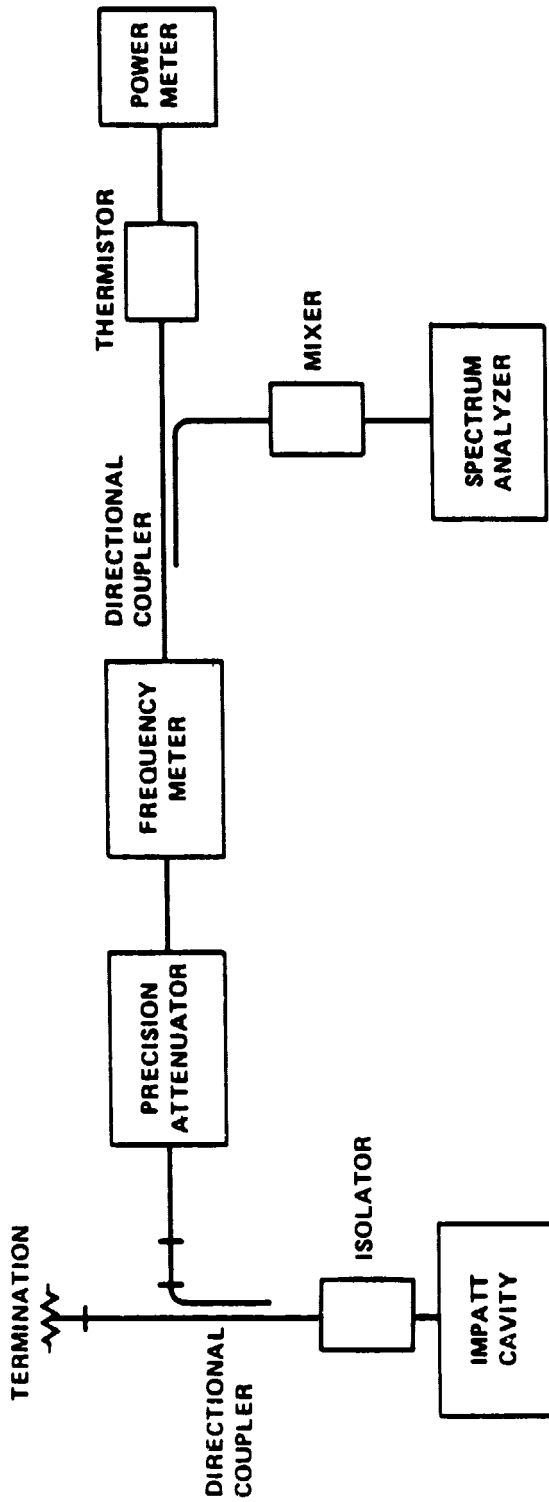 TERMINATION
DIRECTIONAL
COUPLER
ISOLATOR
IMPATT
CAVITY
PRECISION
ATTENUATOR
FREQUENCY
METER
DIRECTIONAL
COUPLER
MIXER
SPECTRUM
ANALYZER
THERMISTOR
POWER
METER